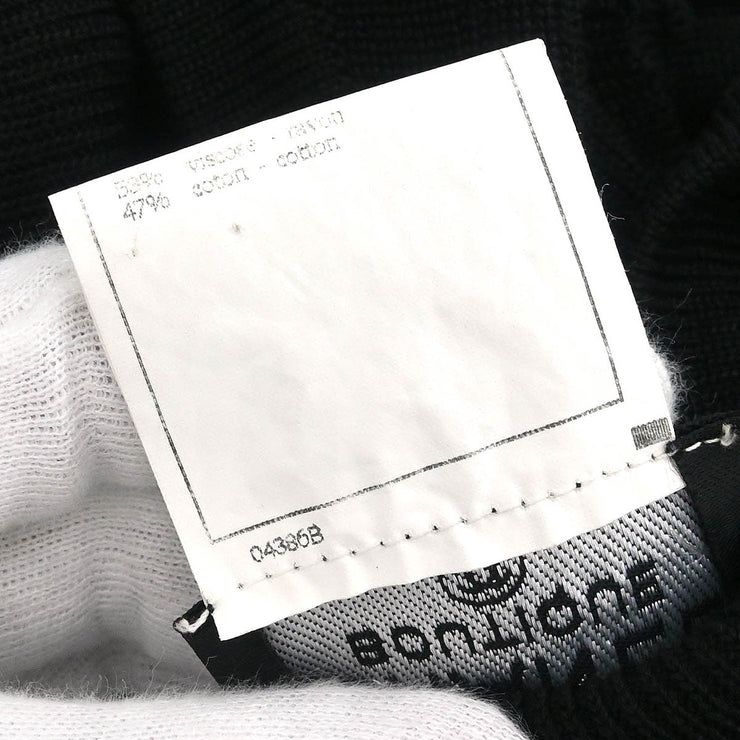 53% viscose - rayon
47% coton - cotton
04386B
BOUTIQUE